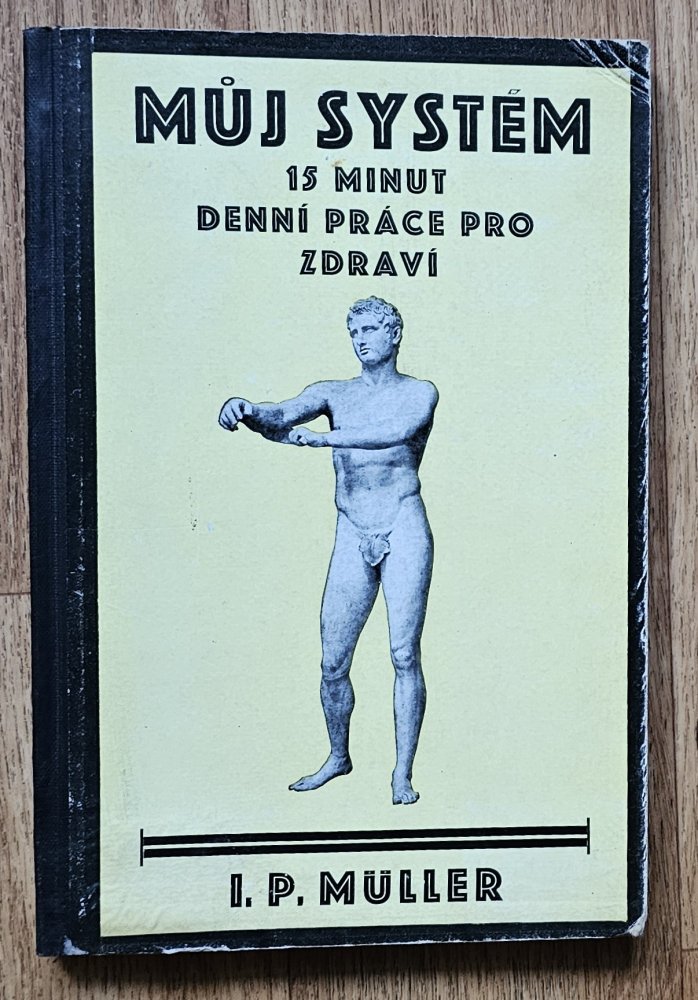 MŮJ SYSTÉM
15 MINUT
DENNÍ PRÁCE PRO
ZDRAVÍ
I. P. MÜLLER